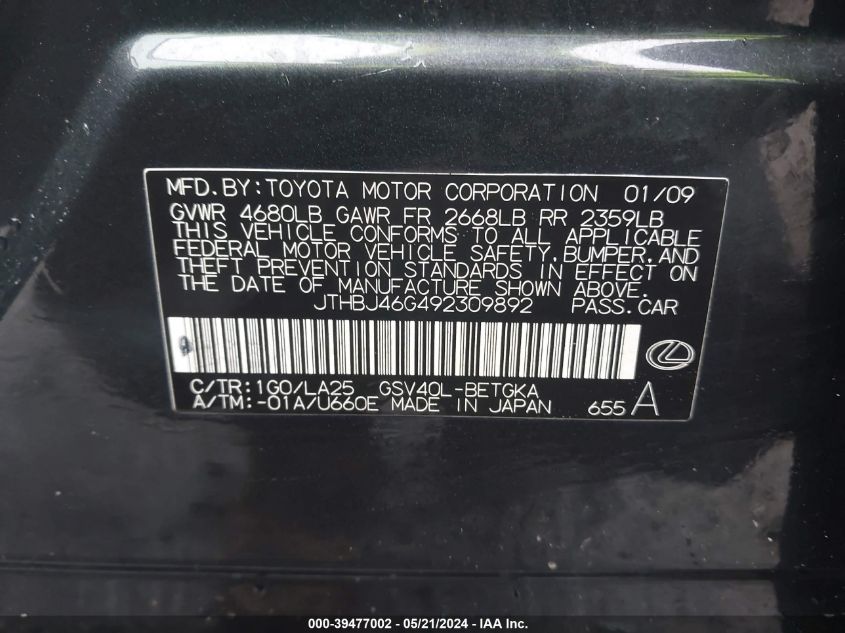 MFD. BY: TOYOTA MOTOR CORPORATION 01/09
GVWR 4680LB GAWR FR 2668LB RR 2359LB
THIS VEHICLE CONFORMS TO ALL APPLICABLE
FEDERAL MOTOR VEHICLE SAFETY, BUMPER, AND
THEFT PREVENTION STANDARDS IN EFFECT ON
THE DATE OF MANUFACTURE SHOWN ABOVE.
JTHBJ46G492309892 PASS. CAR
C/TR: 1G0/LA25 GSV40L-BETGKA
A/TM: -01A/U660E MADE IN JAPAN 655 A
000-39477002 - 05/21/2024 - IAA Inc.